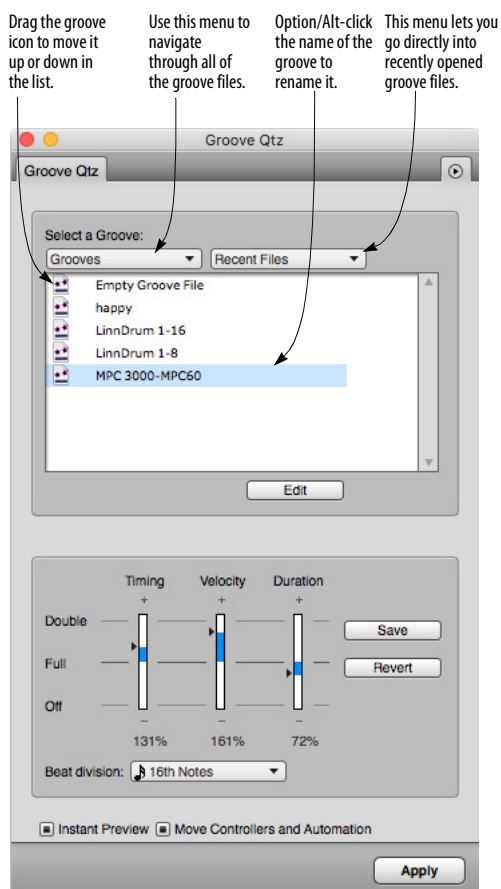 Drag the groove
icon to move it
up or down in
the list.
Use this menu to
navigate
through all of
the groove files.
Option/Alt-click
the name of the
groove to
rename it.
This menu lets you
go directly into
recently opened
groove files.
Groove Qtz
Groove Qtz
Select a Groove:
Grooves
Recent Files
Empty Groove File
happy
LinnDrum 1-16
LinnDrum 1-8
MPC 3000-MPC60
Edit
Timing Velocity Duration
+ + +
Double
Full
Off
Save
Revert
– – –
131% 161% 72%
Beat division: 16th Notes
Instant Preview Move Controllers and Automation
Apply